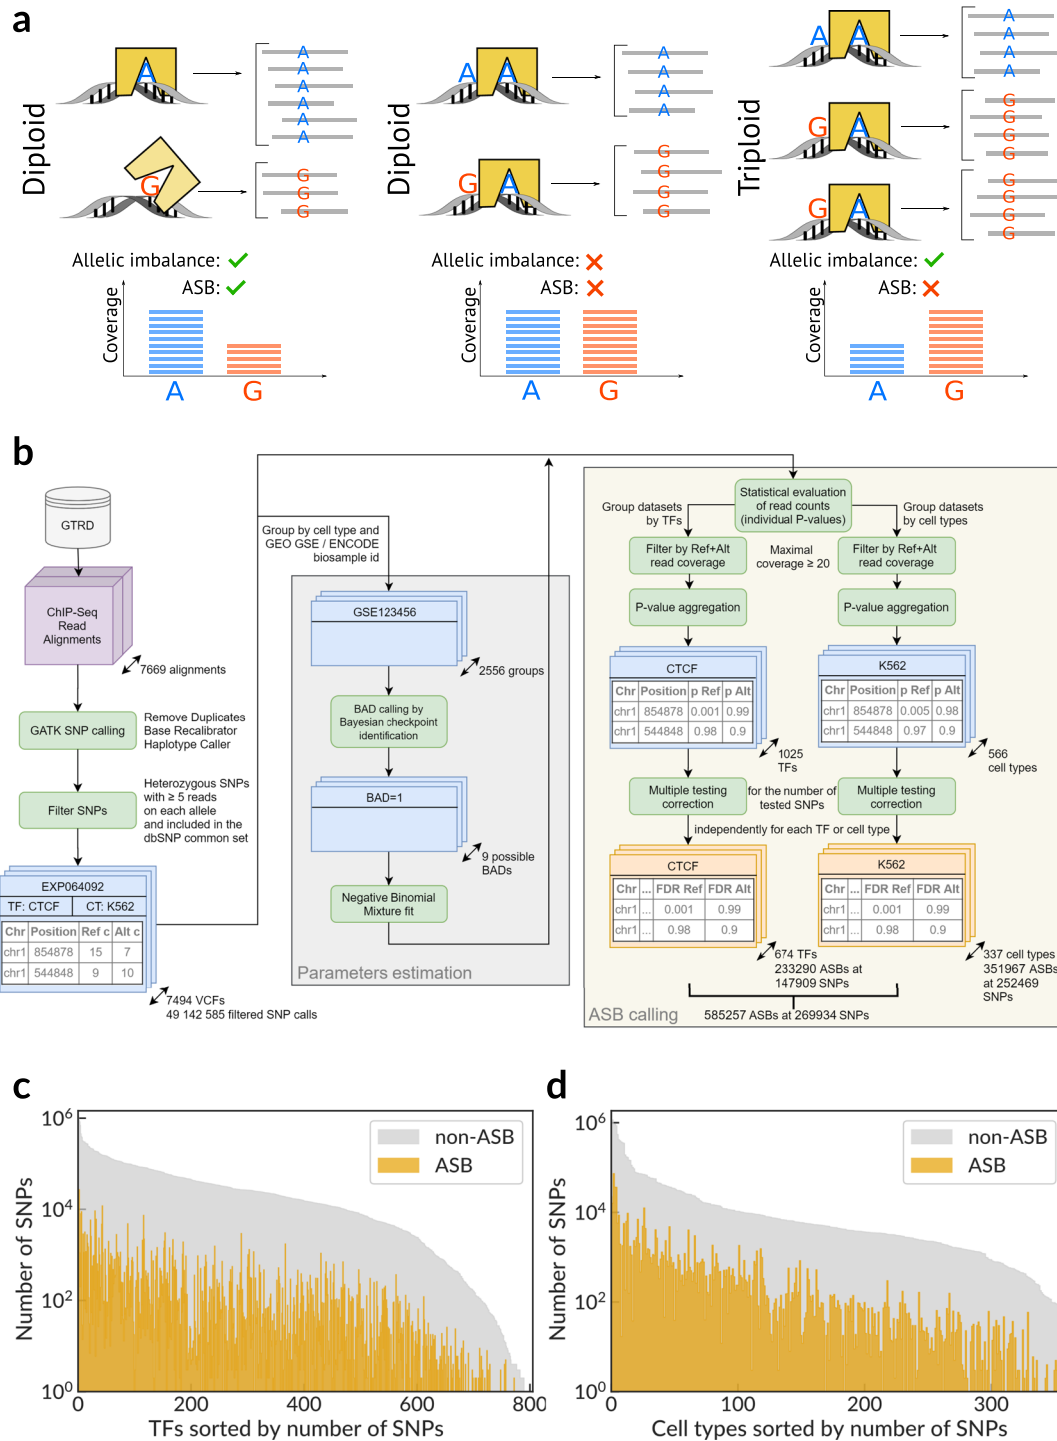 a
Diploid
A
A
A
A
A
A
A
G
G
G
G
Allelic imbalance:
ASB:
Coverage
A
G
Diploid
A A
A
A
A
A
G A
G
G
G
G
Allelic imbalance:
ASB:
Coverage
A
G
Triploid
A A
A
A
A
A
G A
G
G
G
G
G A
G
G
G
G
Allelic imbalance:
ASB:
Coverage
A
G
b
GTRD
ChIP-Seq
Read
Alignments
7669 alignments
GATK SNP calling
Remove Duplicates
Base Recalibrator
Haplotype Caller
Filter SNPs
Heterozygous SNPs
with ≥ 5 reads
on each allele
and included in the
dbSNP common set
EXP064092
TF: CTCF CT: K562
Chr Position Ref c Alt c
chr1 854878 15 7
chr1 544848 9 10
7494 VCFs
49 142 585 filtered SNP calls
Group by cell type and
GEO GSE / ENCODE
biosample id
GSE123456
2556 groups
BAD calling by
Bayesian checkpoint
identification
BAD=1
9 possible
BADs
Negative Binomial
Mixture fit
Parameters estimation
Statistical evaluation
of read counts
(individual P-values)
Group datasets
by TFs
Group datasets
by cell types
Filter by Ref+Alt
read coverage
Maximal
coverage ≥ 20
Filter by Ref+Alt
read coverage
P-value aggregation
P-value aggregation
CTCF
Chr Position p Ref p Alt
chr1 854878 0.001 0.99
chr1 544848 0.98 0.9
1025
TFs
K562
Chr Position p Ref p Alt
chr1 854878 0.005 0.98
chr1 544848 0.97 0.9
566
cell types
Multiple testing
correction
for the number of
tested SNPs
Multiple testing
correction
independently for each TF or cell type
CTCF
Chr ... FDR Ref FDR Alt
chr1 ... 0.001 0.99
chr1 ... 0.98 0.9
674 TFs
233290 ASBs at
147909 SNPs
K562
Chr ... FDR Ref FDR Alt
chr1 ... 0.001 0.99
chr1 ... 0.98 0.9
337 cell types
351967 ASBs
at 252469
SNPs
585257 ASBs at 269934 SNPs
ASB calling
c
Number of SNPs
10⁶
10⁴
10²
10⁰
non-ASB
ASB
0 200 400 600 800
TFs sorted by number of SNPs
d
Number of SNPs
10⁶
10⁴
10²
10⁰
non-ASB
ASB
0 100 200 300
Cell types sorted by number of SNPs